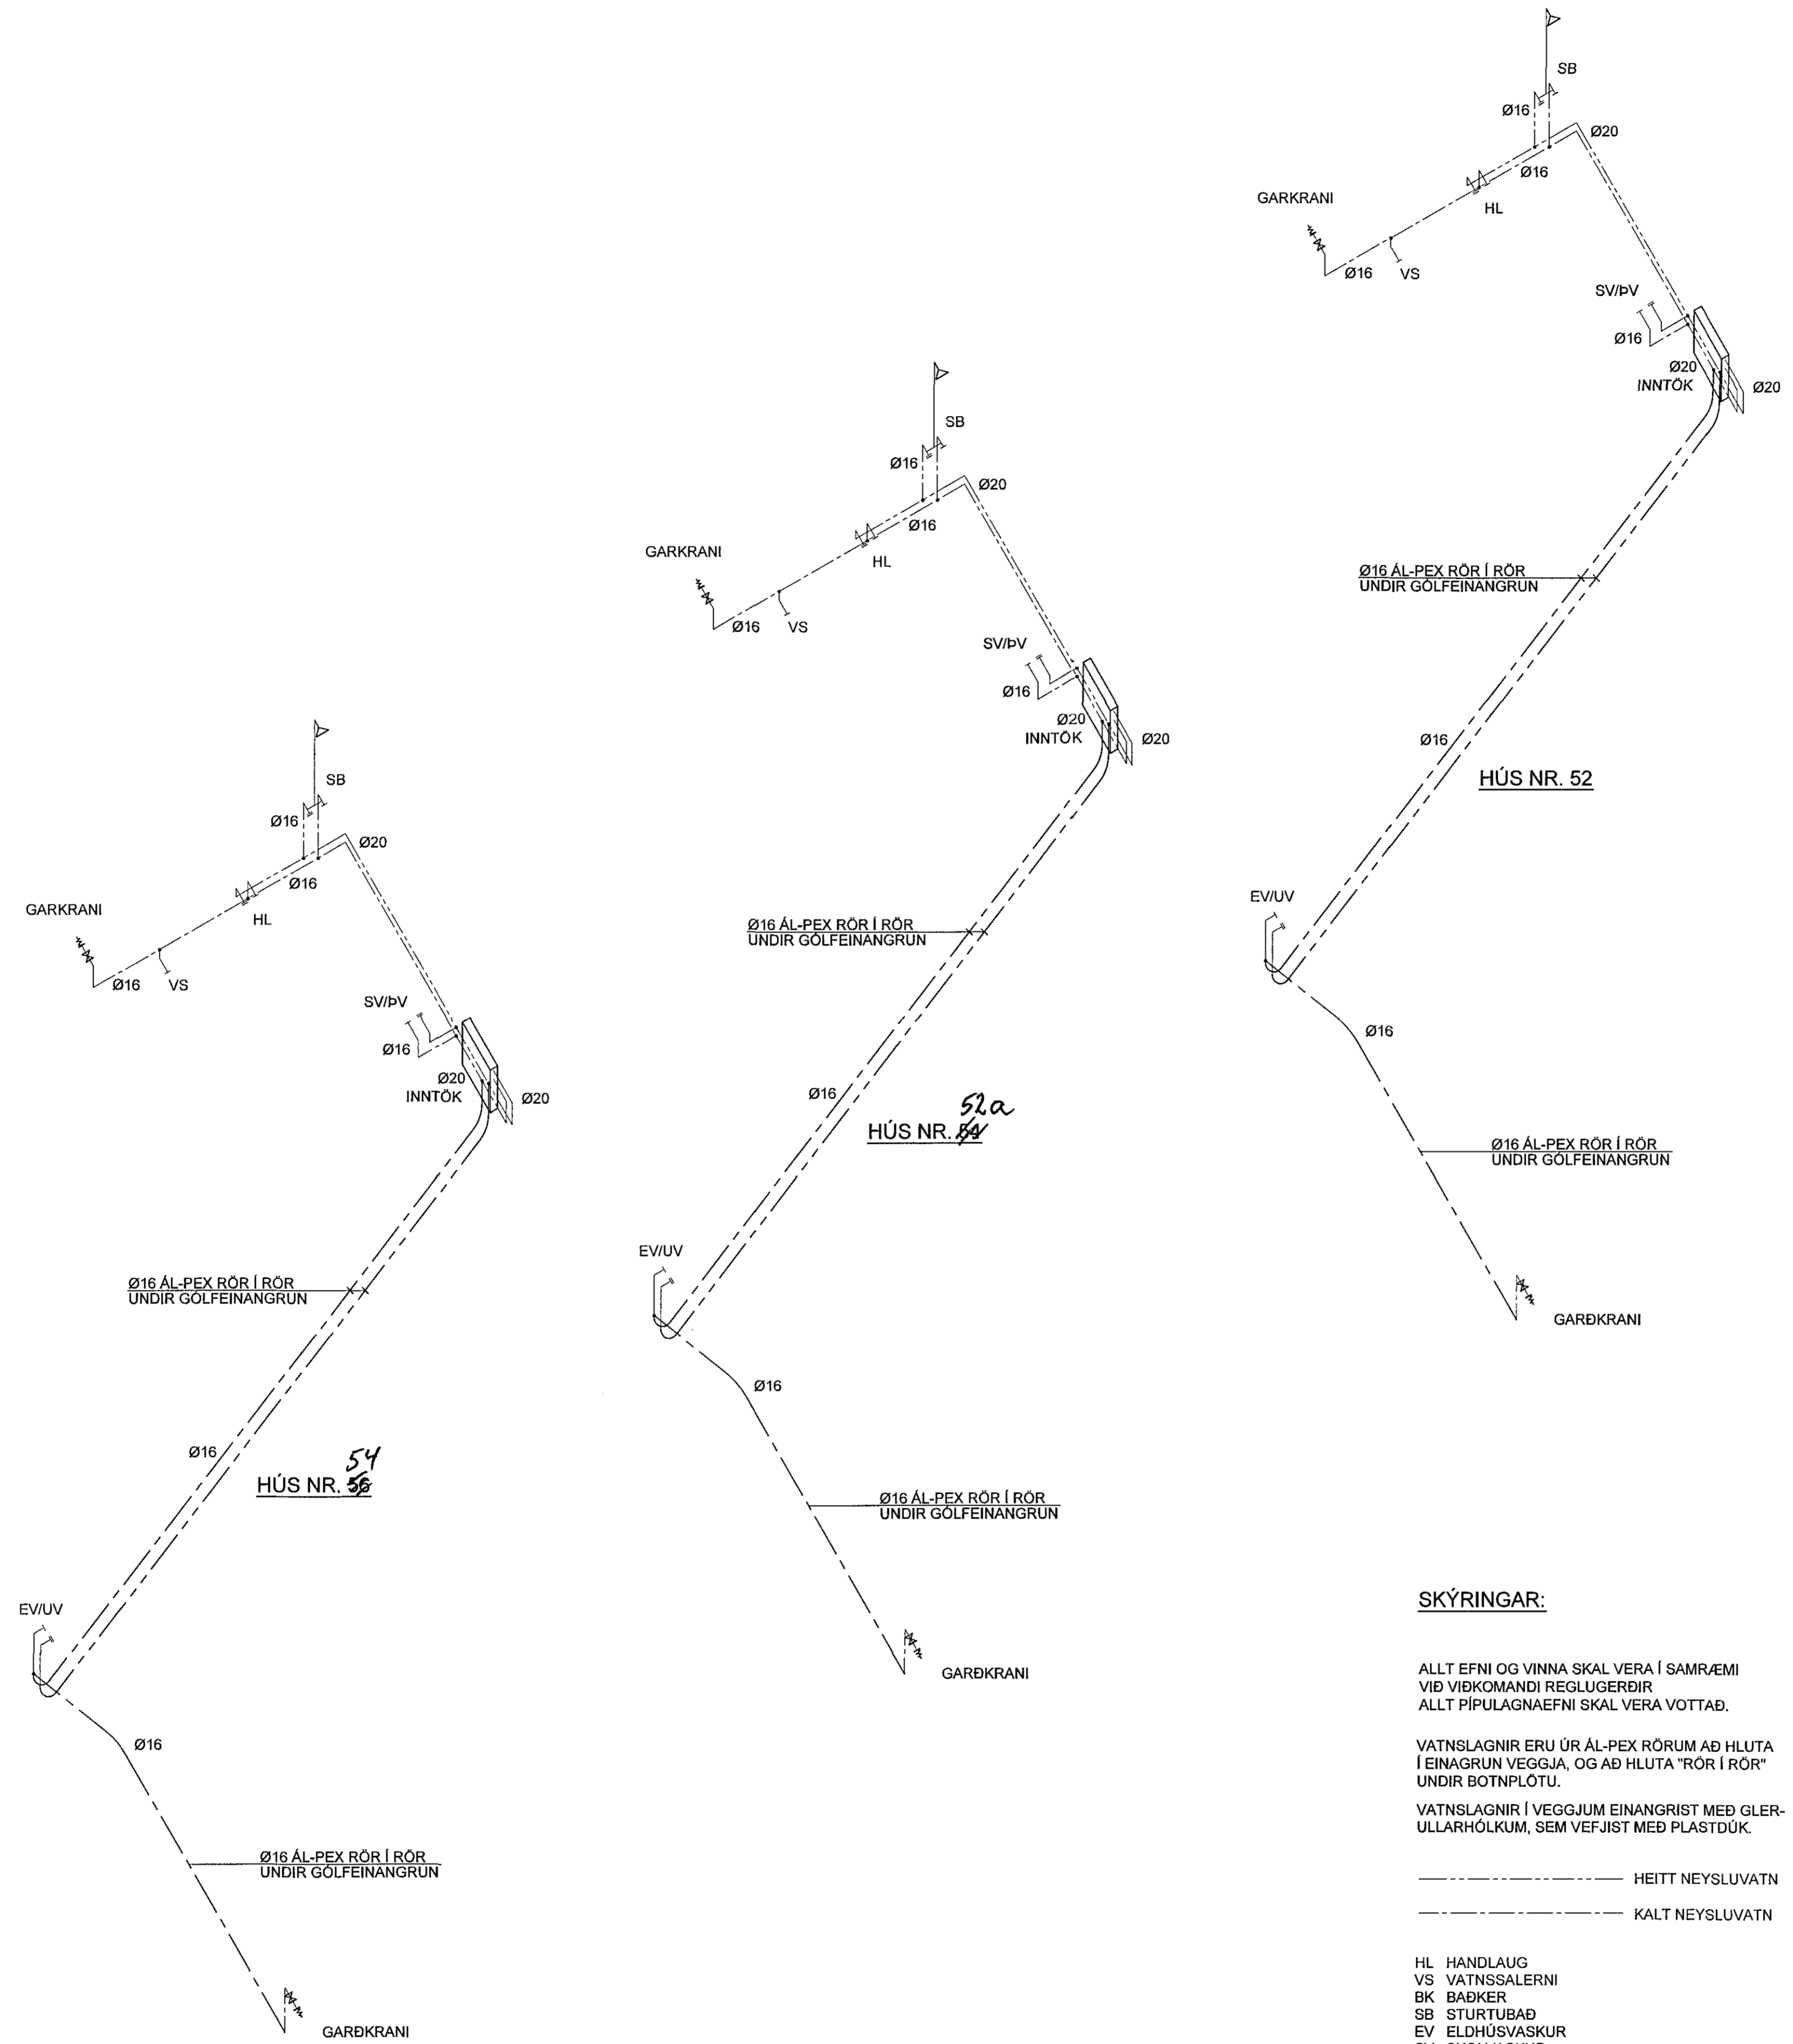 SB
Ø16
Ø20
Ø16
GARKRANI
HL
Ø16
VS
SV/ÞV
Ø16
Ø20
INNTÖK
Ø20
Ø16 ÁL-PEX RÖR Í RÖR
UNDIR GÓLFEINANGRUN
Ø16
HÚS NR. 52
EV/UV
Ø16
Ø16 ÁL-PEX RÖR Í RÖR
UNDIR GÓLFEINANGRUN
GARÐKRANI
SB
Ø16
Ø20
Ø16
GARKRANI
HL
Ø16
VS
SV/ÞV
Ø16
Ø20
INNTÖK
Ø20
Ø16 ÁL-PEX RÖR Í RÖR
UNDIR GÓLFEINANGRUN
Ø16
52a
HÚS NR. 54
EV/UV
Ø16
Ø16 ÁL-PEX RÖR Í RÖR
UNDIR GÓLFEINANGRUN
GARÐKRANI
SB
Ø16
Ø20
Ø16
GARKRANI
HL
Ø16
VS
SV/ÞV
Ø16
Ø20
INNTÖK
Ø20
Ø16 ÁL-PEX RÖR Í RÖR
UNDIR GÓLFEINANGRUN
Ø16
54
HÚS NR. 56
EV/UV
Ø16
Ø16 ÁL-PEX RÖR Í RÖR
UNDIR GÓLFEINANGRUN
GARÐKRANI
SKÝRINGAR:
ALLT EFNI OG VINNA SKAL VERA Í SAMRÆMI
VIÐ VIÐKOMANDI REGLUGERÐIR
ALLT PÍPULAGNAEFNI SKAL VERA VOTTAÐ.
VATNSLAGNIR ERU ÚR ÁL-PEX RÖRUM AÐ HLUTA
Í EINAGRUN VEGGJA, OG AÐ HLUTA "RÖR Í RÖR"
UNDIR BOTNPLÖTU.
VATNSLAGNIR Í VEGGJUM EINANGRIST MEÐ GLER-
ULLARHÓLKUM, SEM VEFJIST MEÐ PLASTDÚK.
HEITT NEYSLUVATN
KALT NEYSLUVATN
HL HANDLAUG
VS VATNSSALERNI
BK BAÐKER
SB STURTUBAÐ
EV ELDHÚSVASKUR